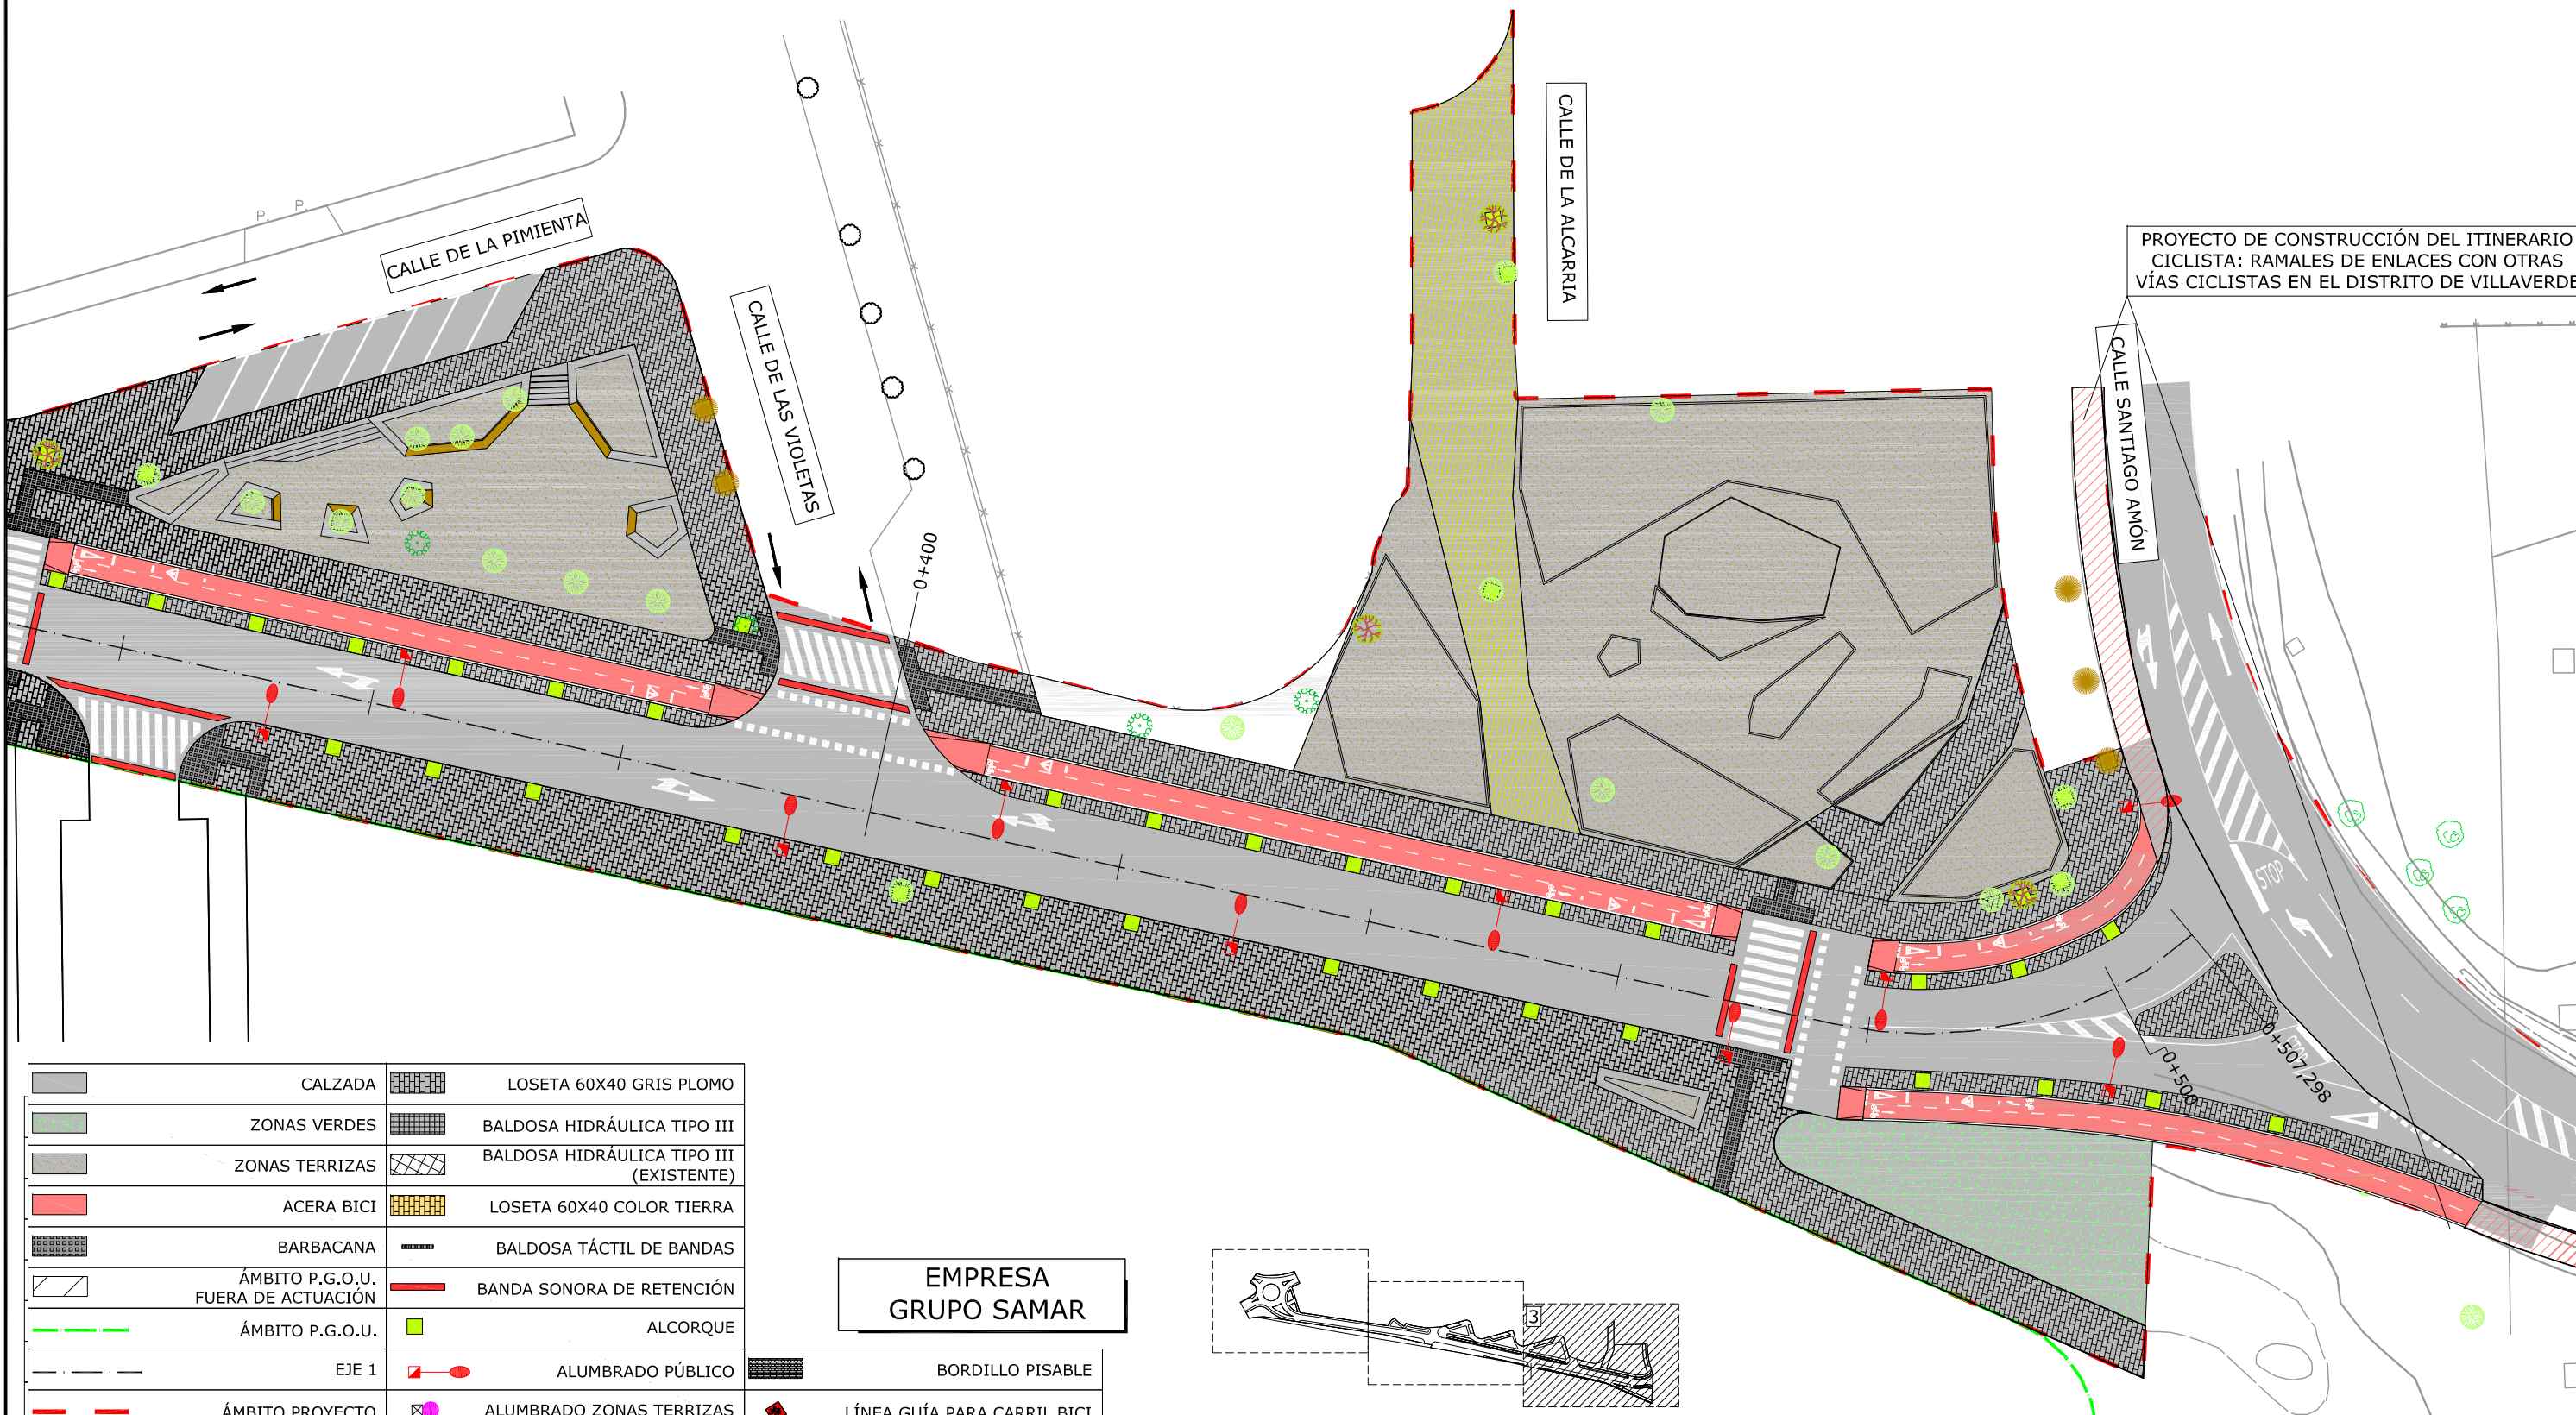 P.
P.
CALLE DE LA PIMIENTA
CALLE DE LAS VIOLETAS
CALLE DE LA ALCARRIA
PROYECTO DE CONSTRUCCIÓN DEL ITINERARIO
CICLISTA: RAMALES DE ENLACES CON OTRAS
VÍAS CICLISTAS EN EL DISTRITO DE VILLAVERDE
CALLE SANTIAGO AMÓN
0+400
STOP
STOP
0+500
0+507,298
CALZADA
LOSETA 60X40 GRIS PLOMO
ZONAS VERDES
BALDOSA HIDRÁULICA TIPO III
ZONAS TERRIZAS
BALDOSA HIDRÁULICA TIPO III
(EXISTENTE)
ACERA BICI
LOSETA 60X40 COLOR TIERRA
BARBACANA
BALDOSA TÁCTIL DE BANDAS
ÁMBITO P.G.O.U.
FUERA DE ACTUACIÓN
BANDA SONORA DE RETENCIÓN
ÁMBITO P.G.O.U.
ALCORQUE
EJE 1
ALUMBRADO PÚBLICO
BORDILLO PISABLE
ÁMBITO PROYECTO
ALUMBRADO ZONAS TERRIZAS
LÍNEA GUÍA PARA CARRIL BICI
EMPRESA
GRUPO SAMAR
3